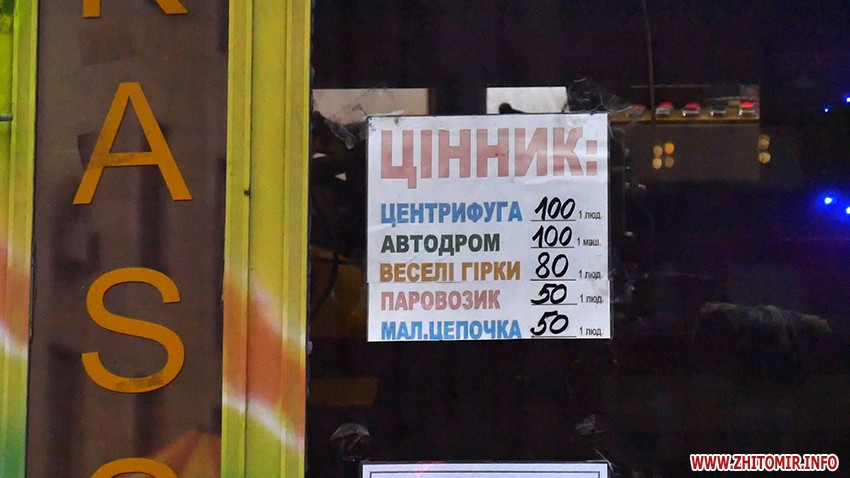 KASS
ЦІННИК:
ЦЕНТРИФУГА 100 1 люд.
АВТОДРОМ 100 1 маш.
ВЕСЕЛІ ГІРКИ 80 1 люд.
ПАРОВОЗИК 50 1 люд.
МАЛ.ЦЕПОЧКА 50 1 люд.
WWW.ZHITOMIR.INFO